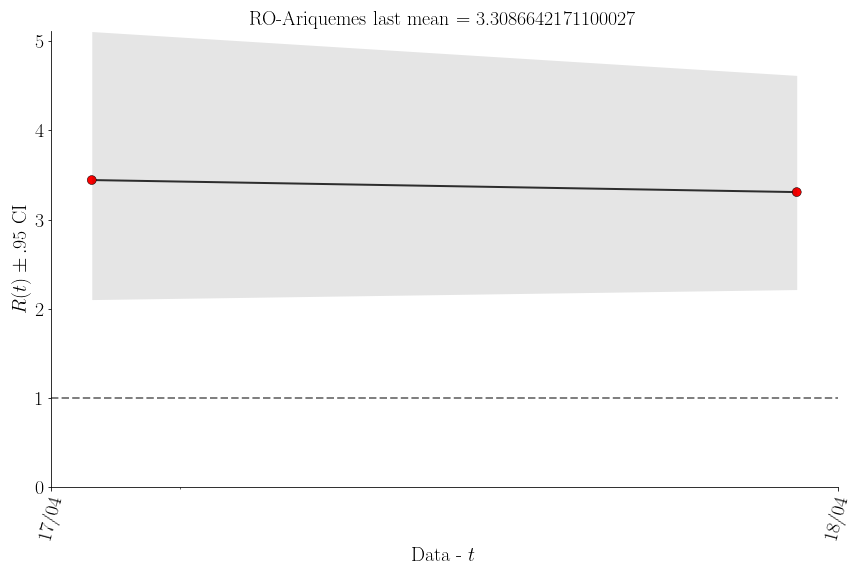 RO-Ariquemes last mean = 3.3086642171100027
5
4
3
2
1
0
R(t) ± .95 CI
17/04
18/04
Data - t